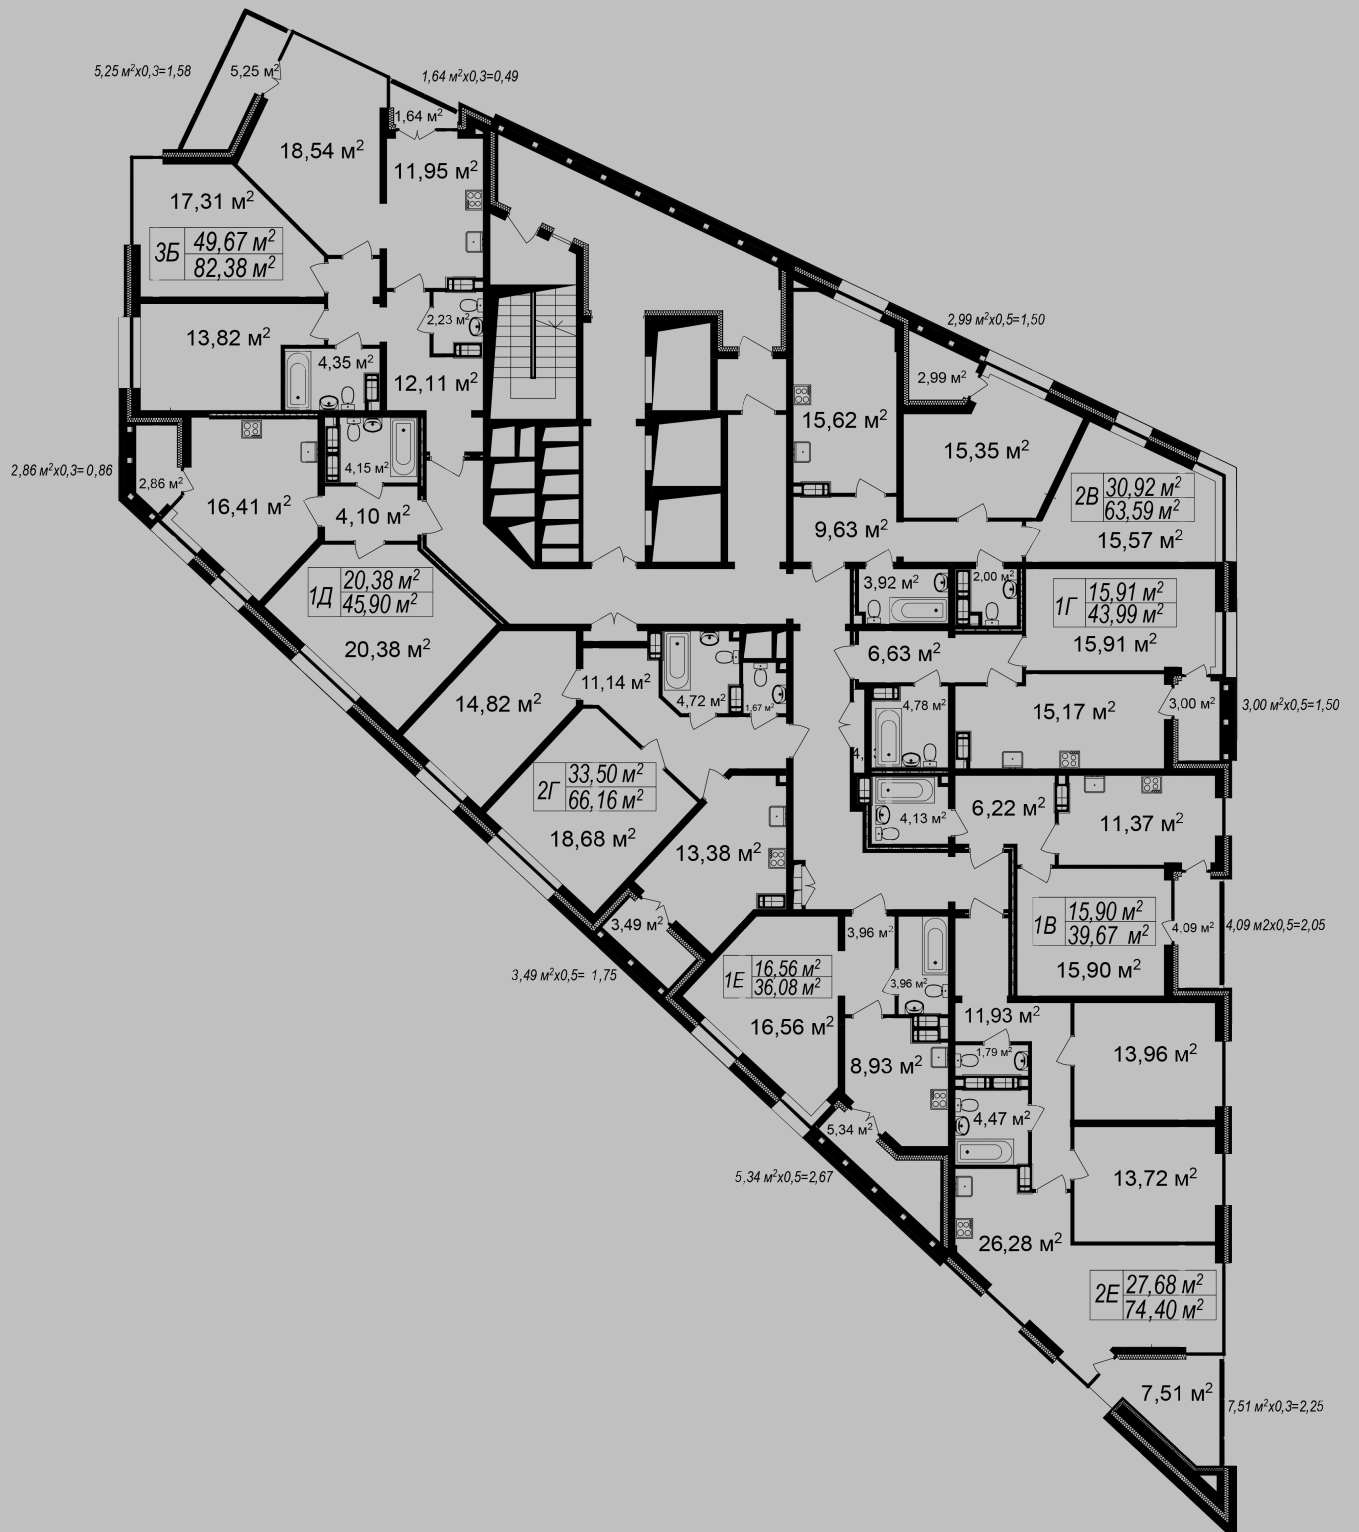 5,25 м²х0,3=1,58
5,25 м²
1,64 м²х0,3=0,49
1,64 м²
18,54 м²
11,95 м²
17,31 м²
3Б
49,67 м²
82,38 м²
2,23 м²
13,82 м²
4,35 м²
12,11 м²
2,99 м²х0,5=1,50
2,99 м²
15,62 м²
15,35 м²
2,86 м²х0,3= 0,86
2,86 м²
4,15 м²
16,41 м²
4,10 м²
2В
30,92 м²
63,59 м²
9,63 м²
15,57 м²
1Д
20,38 м²
45,90 м²
3,92 м²
2,00 м²
1Г
15,91 м²
43,99 м²
20,38 м²
6,63 м²
15,91 м²
14,82 м²
11,14 м²
4,72 м²
1,67 м²
4,78 м²
15,17 м²
3,00 м²
3,00 м²х0,5=1,50
2Г
33,50 м²
66,16 м²
4,13 м²
6,22 м²
11,37 м²
18,68 м²
13,38 м²
3,49 м²
3,96 м²
1В
15,90 м²
39,67 м²
4.09 м²
4,09 м2х0,5=2,05
3,49 м²х0,5= 1,75
1Е
16,56 м²
36,08 м²
3,96 м²
15,90 м²
16,56 м²
11,93 м²
8,93 м²
1,79 м²
13,96 м²
5,34 м²
4,47 м²
5,34 м²х0,5=2,67
13,72 м²
26,28 м²
2Е
27,68 м²
74,40 м²
7,51 м²
7,51 м²х0,3=2,25